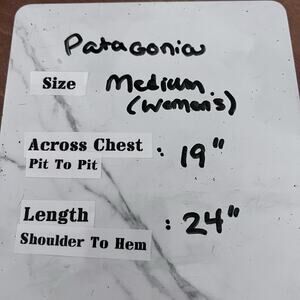 Patagonia
Size Medium
(Women's)
Across Chest
Pit To Pit : 19"
Length
Shoulder To Hem : 24"